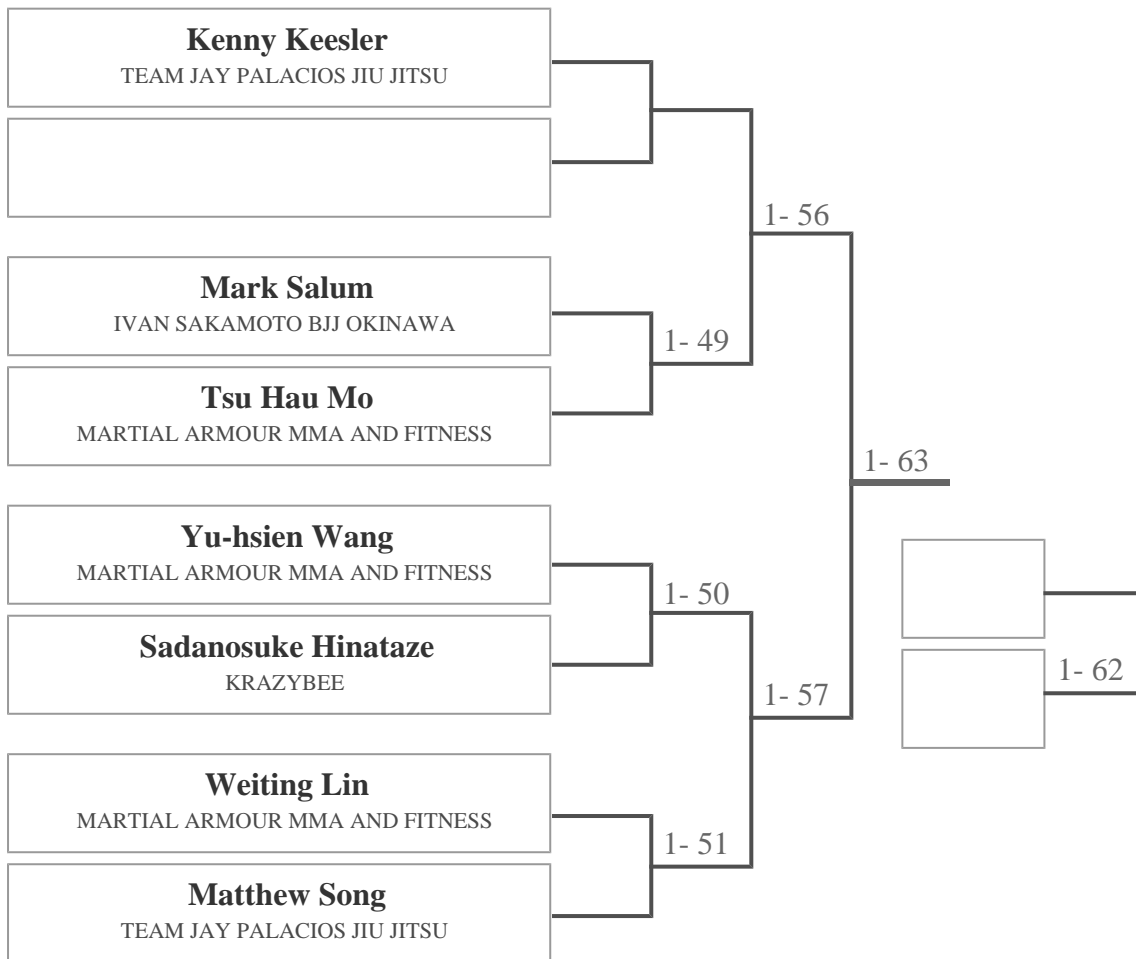 Kenny Keesler
TEAM JAY PALACIOS JIU JITSU
1- 56
Mark Salum
IVAN SAKAMOTO BJJ OKINAWA
1- 49
Tsu Hau Mo
MARTIAL ARMOUR MMA AND FITNESS
1- 63
Yu-hsien Wang
MARTIAL ARMOUR MMA AND FITNESS
1- 50
Sadanosuke Hinataze
KRAZYBEE
1- 62
1- 57
Weiting Lin
MARTIAL ARMOUR MMA AND FITNESS
1- 51
Matthew Song
TEAM JAY PALACIOS JIU JITSU